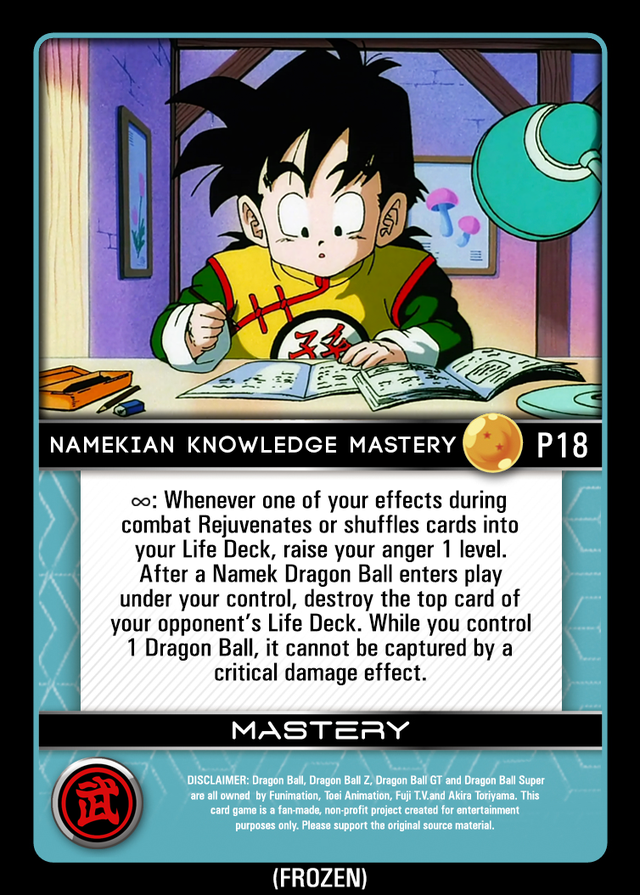 子孫
NAMEKIAN KNOWLEDGE MASTERY P18
∞: Whenever one of your effects during
combat Rejuvenates or shuffles cards into
your Life Deck, raise your anger 1 level.
After a Namek Dragon Ball enters play
under your control, destroy the top card of
your opponent's Life Deck. While you control
1 Dragon Ball, it cannot be captured by a
critical damage effect.
MASTERY
武
DISCLAIMER: Dragon Ball, Dragon Ball Z, Dragon Ball GT and Dragon Ball Super
are all owned by Funimation, Toei Animation, Fuji T.V.and Akira Toriyama. This
card game is a fan-made, non-profit project created for entertainment
purposes only. Please support the original source material.
(FROZEN)